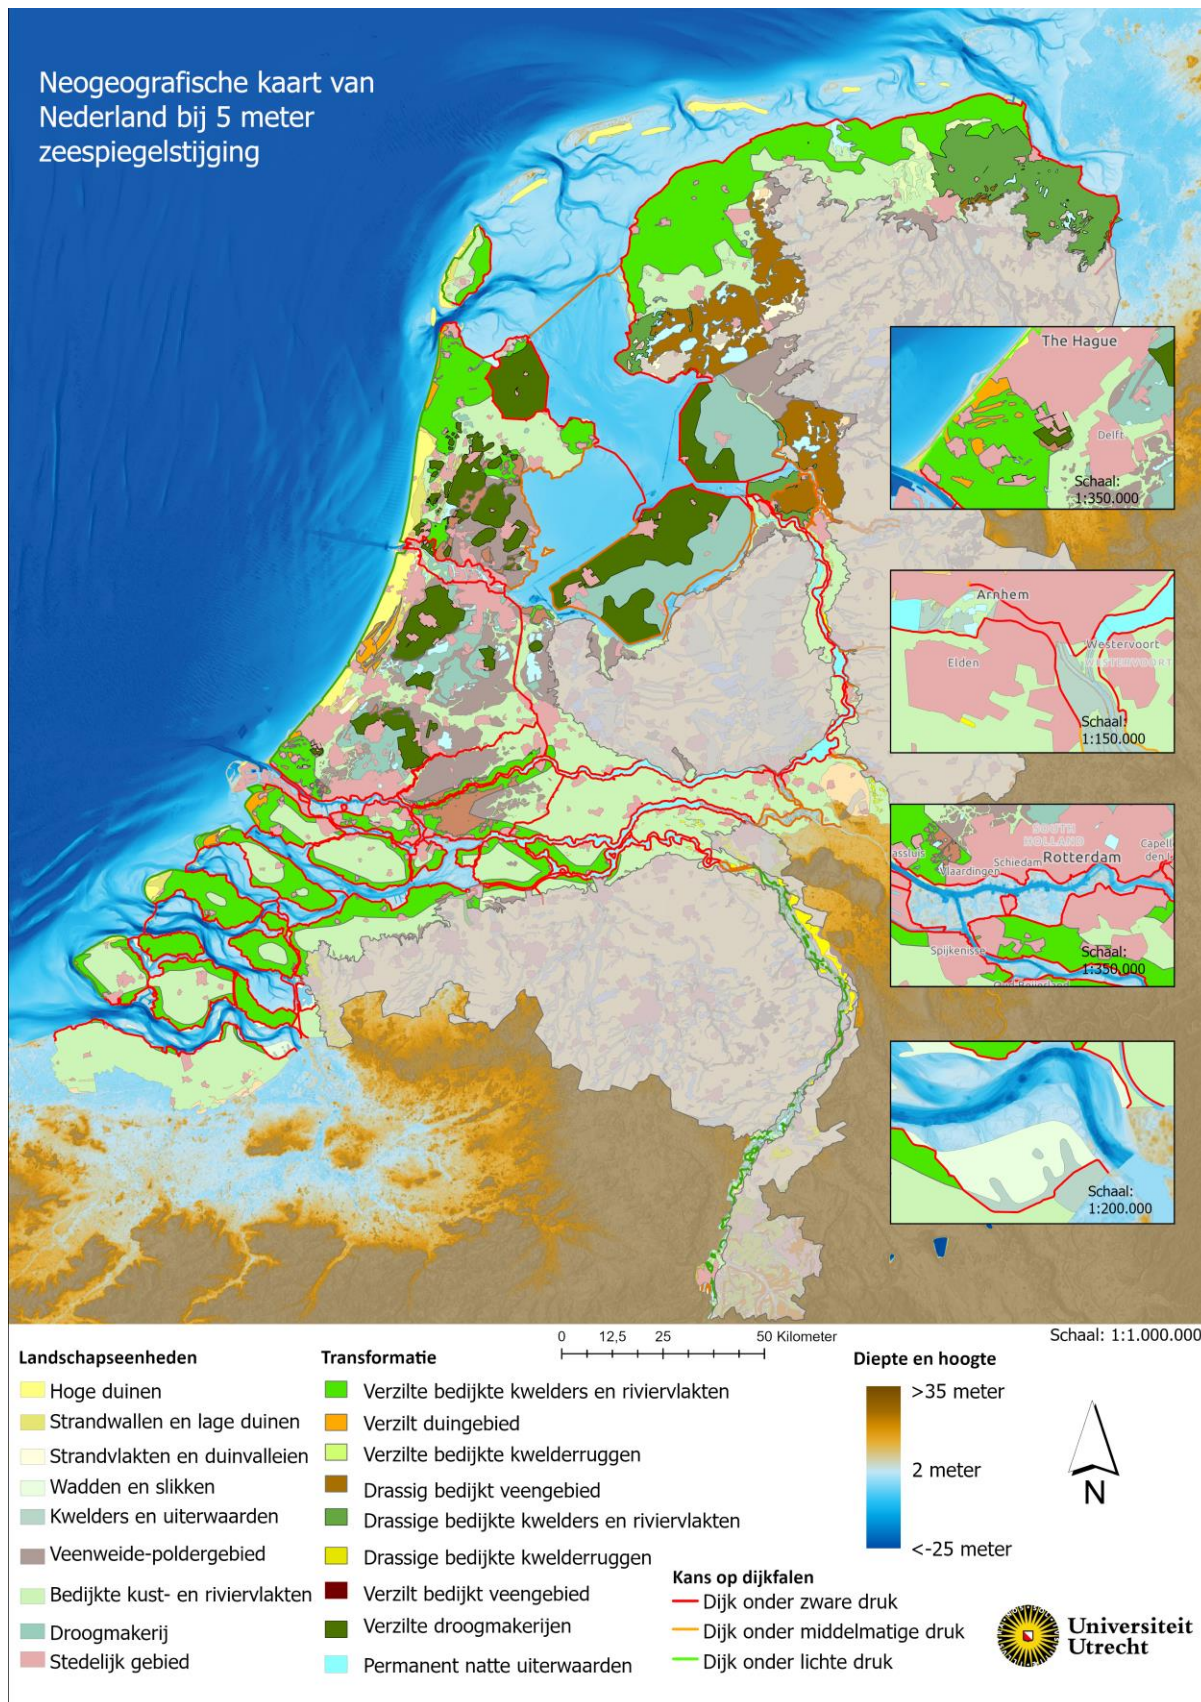 Neogeografische kaart van
Nederland bij 5 meter
zeespiegelstijging
The Hague
Delft
Schaal:
1:350.000
Arnhem
Westervoort
WESTERVOORT
Elden
Schaal:
1:150.000
SOUTH
HOLLAND
Capell
den I
assluis
Schiedam
Rotterdam
Vlaardingen
Spijkenisse
Schaal:
1:350.000
Schaal:
1:200.000
0 12,5 25 50 Kilometer
Schaal: 1:1.000.000
Landschapseenheden
Hoge duinen
Strandwallen en lage duinen
Strandvlakten en duinvalleien
Wadden en slikken
Kwelders en uiterwaarden
Veenweide-poldergebied
Bedijkte kust- en riviervlakten
Droogmakerij
Stedelijk gebied
Transformatie
Verzilte bedijkte kwelders en riviervlakten
Verzilt duingebied
Verzilte bedijkte kwelderruggen
Drassig bedijkt veengebied
Drassige bedijkte kwelders en riviervlakten
Drassige bedijkte kwelderruggen
Verzilt bedijkt veengebied
Verzilte droogmakerijen
Permanent natte uiterwaarden
Diepte en hoogte
>35 meter
2 meter
<-25 meter
N
Kans op dijkfalen
Dijk onder zware druk
Dijk onder middelmatige druk
Dijk onder lichte druk
Universiteit
Utrecht